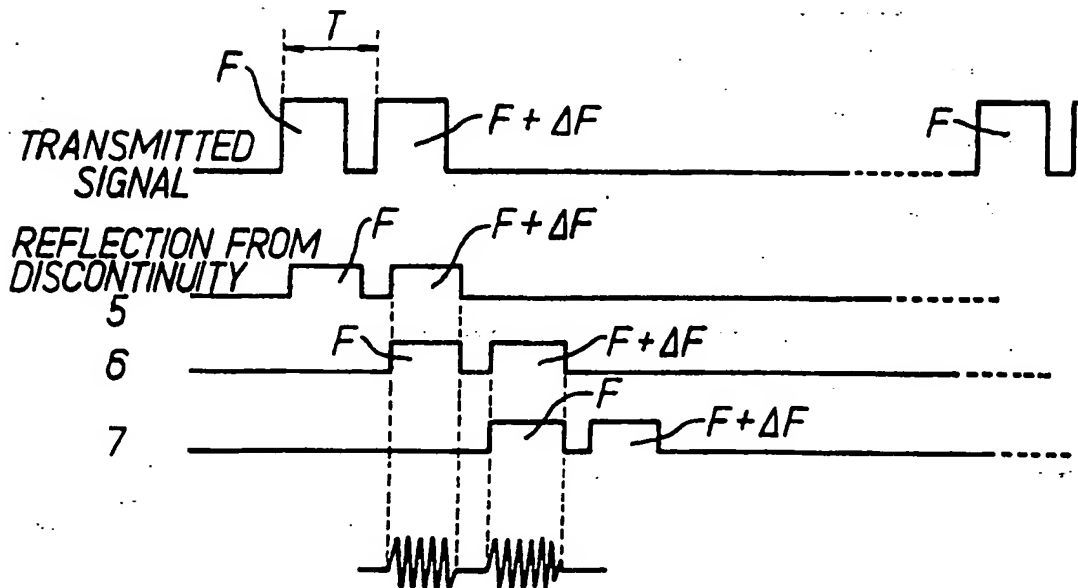 T
F
F + ΔF
F
TRANSMITTED
SIGNAL
REFLECTION FROM
DISCONTINUITY
F
F + ΔF
5
F
F + ΔF
6
F
F + ΔF
7